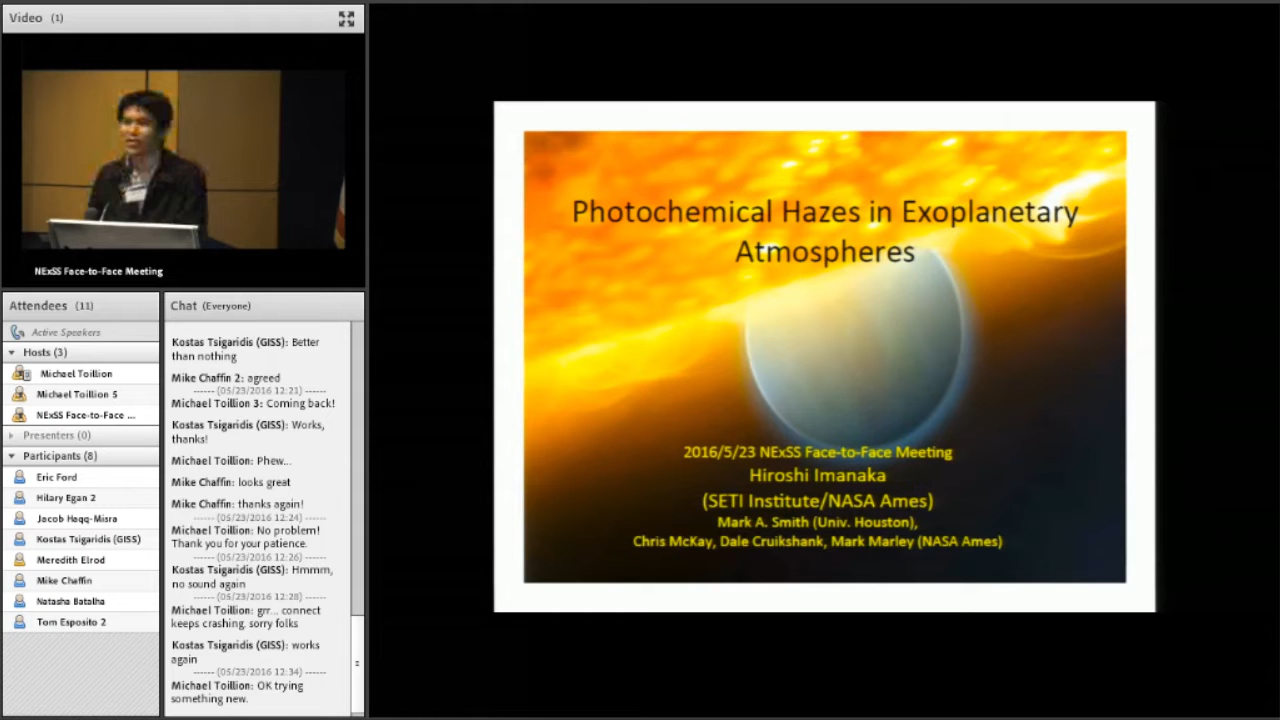 Video (1)
NExSS Face-to-Face Meeting
Attendees (11)
Active Speakers
Hosts (3)
Michael Toillion
Michael Toillion 5
NExSS Face-to-Face ...
Presenters (0)
Participants (8)
Eric Ford
Hilary Egan 2
Jacob Haqq-Misra
Kostas Tsigaridis (GISS)
Meredith Elrod
Mike Chaffin
Natasha Batalha
Tom Esposito 2
Chat (Everyone)
Kostas Tsigaridis (GISS): Better
than nothing
Mike Chaffin 2: agreed
------ (05/23/2016 12:21) ------
Michael Toillion 3: Coming back!
Kostas Tsigaridis (GISS): Works,
thanks!
Michael Toillion: Phew...
Mike Chaffin: looks great
Mike Chaffin: thanks again!
------ (05/23/2016 12:24) ------
Michael Toillion: No problem!
Thank you for your patience.
------ (05/23/2016 12:26) ------
Kostas Tsigaridis (GISS): Hmmm,
no sound again
------ (05/23/2016 12:28) ------
Michael Toillion: grr... connect
keeps crashing. sorry folks
Kostas Tsigaridis (GISS): works
again
------ (05/23/2016 12:34) ------
Michael Toillion: OK trying
something new.
Photochemical Hazes in Exoplanetary
Atmospheres
2016/5/23 NExSS Face-to-Face Meeting
Hiroshi Imanaka
(SETI Institute/NASA Ames)
Mark A. Smith (Univ. Houston),
Chris McKay, Dale Cruikshank, Mark Marley (NASA Ames)